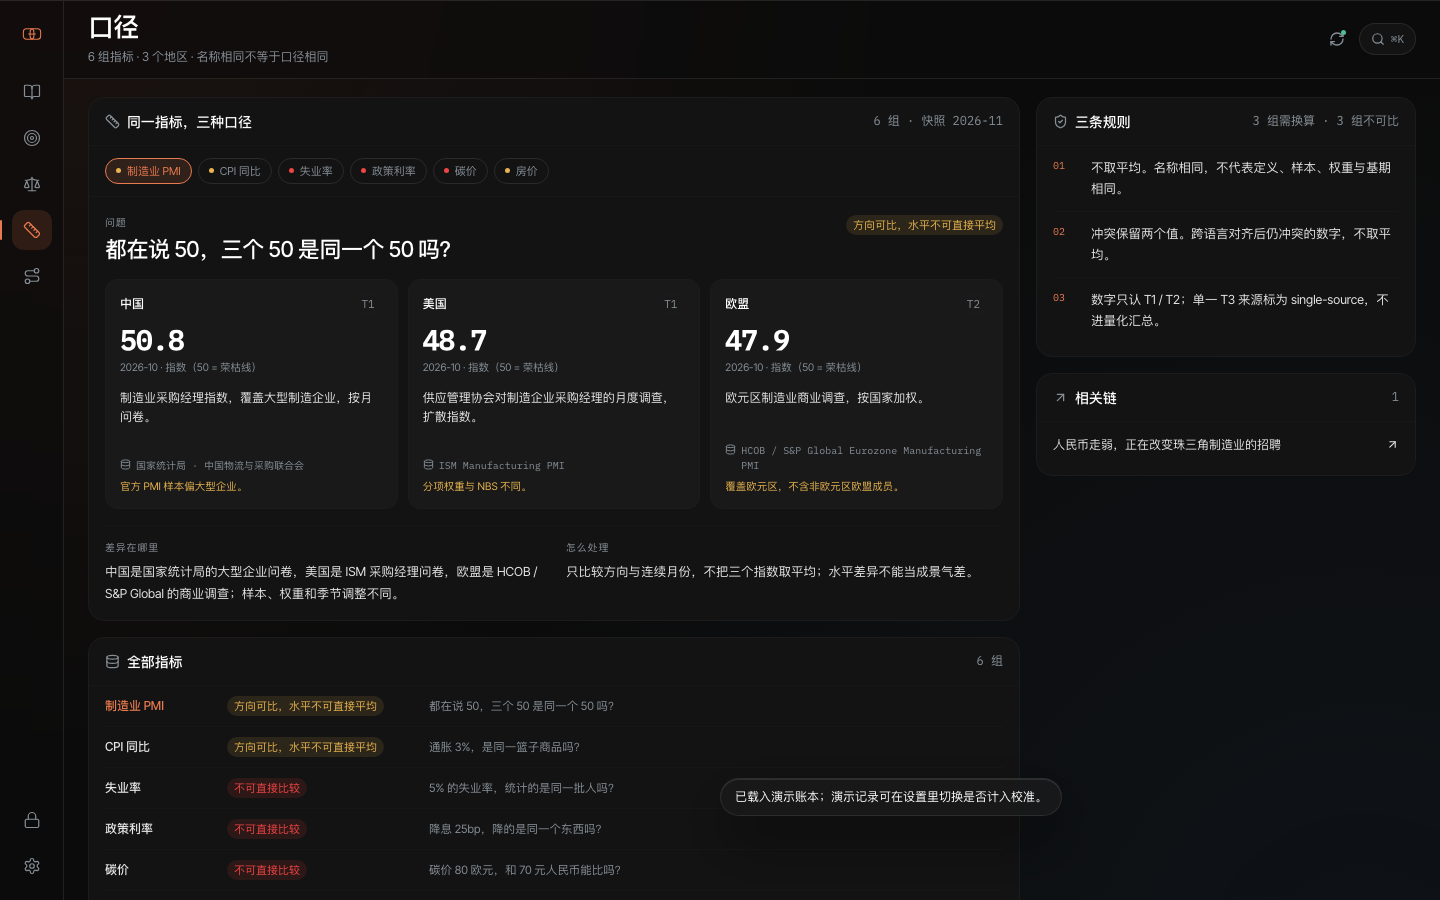 口径
6 组指标 · 3 个地区 · 名称相同不等于口径相同
⌘K
同一指标，三种口径
6 组 · 快照 2026-11
制造业 PMI
CPI 同比
失业率
政策利率
碳价
房价
问题
方向可比，水平不可直接平均
都在说 50，三个 50 是同一个 50 吗？
中国
T1
50.8
2026-10 · 指数（50 = 荣枯线）
制造业采购经理指数，覆盖大型制造企业，按月
问卷。
国家统计局 · 中国物流与采购联合会
官方 PMI 样本偏大型企业。
美国
T1
48.7
2026-10 · 指数（50 = 荣枯线）
供应管理协会对制造企业采购经理的月度调查，
扩散指数。
ISM Manufacturing PMI
分项权重与 NBS 不同。
欧盟
T2
47.9
2026-10 · 指数（50 = 荣枯线）
欧元区制造业商业调查，按国家加权。
HCOB / S&P Global Eurozone Manufacturing
PMI
覆盖欧元区，不含非欧元区欧盟成员。
差异在哪里
中国是国家统计局的大型企业问卷，美国是 ISM 采购经理问卷，欧盟是 HCOB /
S&P Global 的商业调查；样本、权重和季节调整不同。
怎么处理
只比较方向与连续月份，不把三个指数取平均；水平差异不能当成景气差。
全部指标
6 组
制造业 PMI
方向可比，水平不可直接平均
都在说 50，三个 50 是同一个 50 吗？
CPI 同比
方向可比，水平不可直接平均
通胀 3%，是同一篮子商品吗？
失业率
不可直接比较
5% 的失业率，统计的是同一批人吗？
政策利率
不可直接比较
降息 25bp，降的是同一个东西吗？
碳价
不可直接比较
碳价 80 欧元，和 70 元人民币能比吗？
三条规则
3 组需换算 · 3 组不可比
01
不取平均。名称相同，不代表定义、样本、权重与基期
相同。
02
冲突保留两个值。跨语言对齐后仍冲突的数字，不取平
均。
03
数字只认 T1 / T2；单一 T3 来源标为 single-source，不
进量化汇总。
相关链
1
人民币走弱，正在改变珠三角制造业的招聘
已载入演示账本；演示记录可在设置里切换是否计入校准。